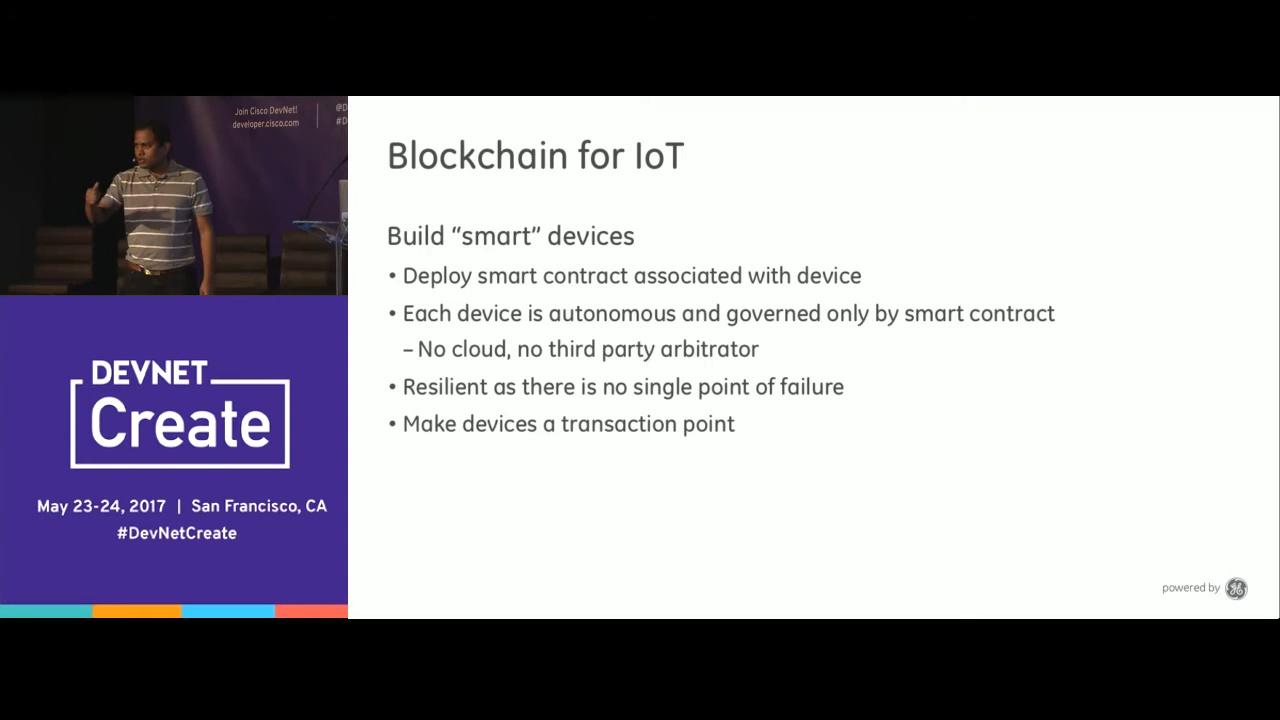 Join Cisco DevNet!
developer.cisco.com
@D
#D
DEVNET
Create
May 23-24, 2017 | San Francisco, CA
#DevNetCreate
Blockchain for IoT
Build “smart” devices
• Deploy smart contract associated with device
• Each device is autonomous and governed only by smart contract
– No cloud, no third party arbitrator
• Resilient as there is no single point of failure
• Make devices a transaction point
powered by